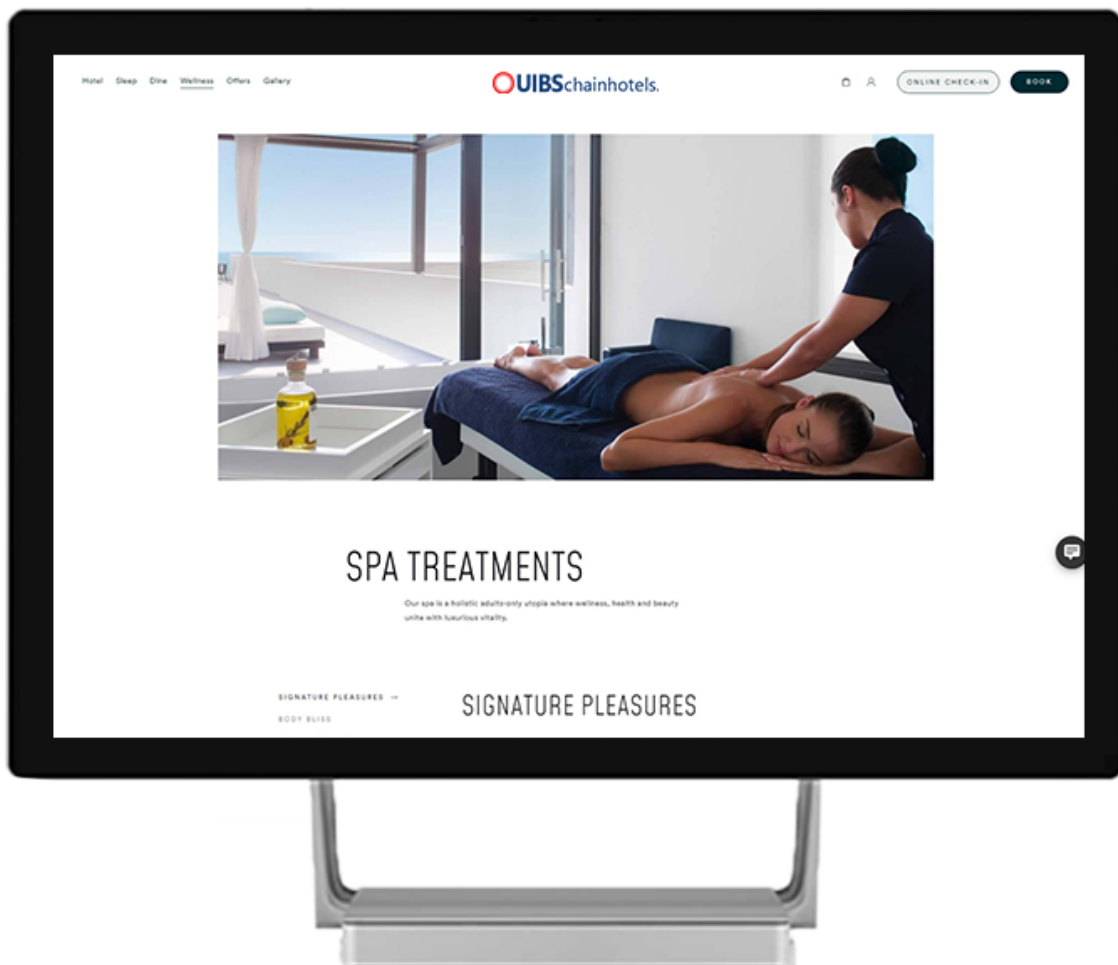 Hotel Sleep Dine Wellness Offers Gallery
UIBSchainhotels.
ONLINE CHECK-IN
BOOK
SPA TREATMENTS
Our spa is a holistic adults-only utopia where wellness, health and beauty
unite with luxurious vitality.
SIGNATURE PLEASURES →
BODY BLISS
SIGNATURE PLEASURES